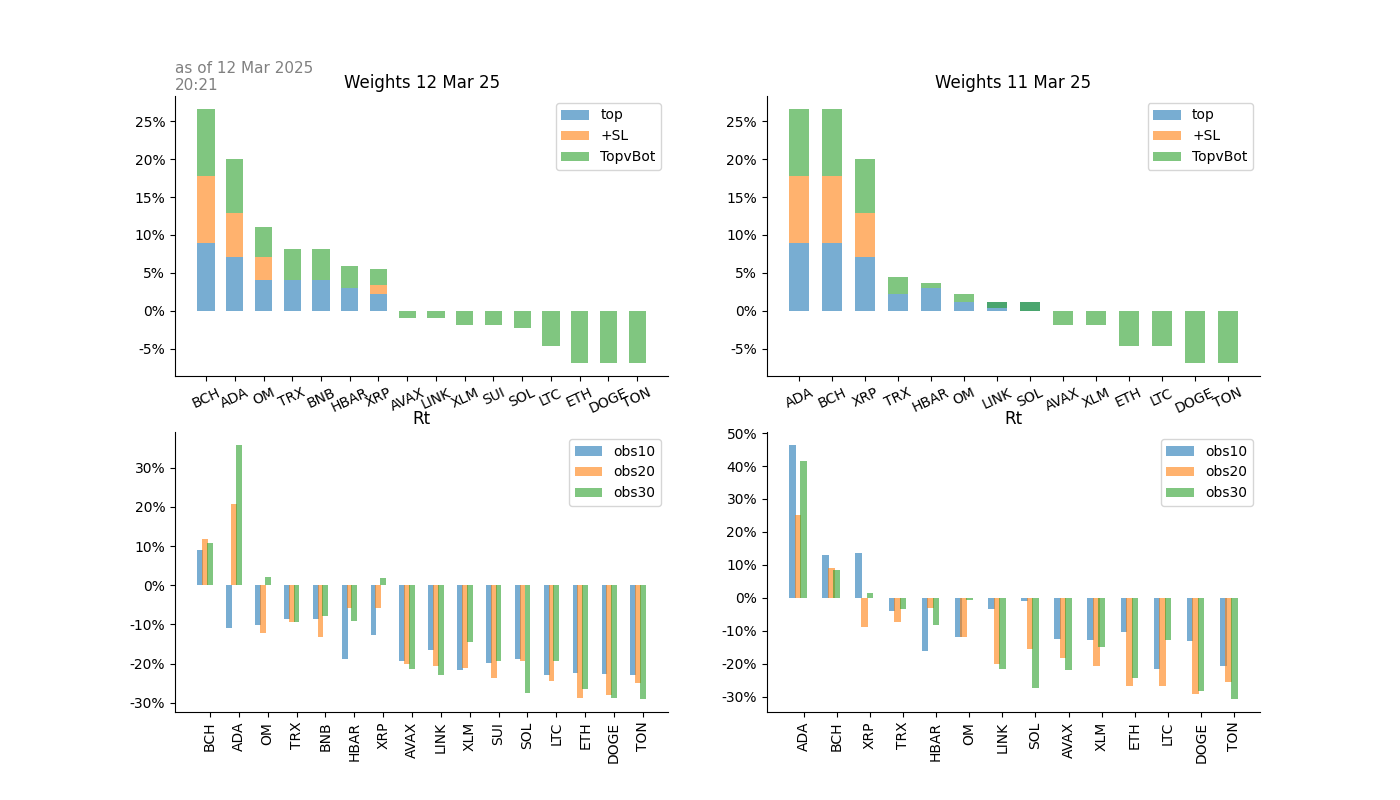 as of 12 Mar 2025
20:21
Weights 12 Mar 25
top
+SL
TopvBot
25%
20%
15%
10%
5%
0%
-5%
BCH ADA OM TRX BNB HBAR XRP AVAX LINK XLM SUI SOL LTC ETH DOGE TON
Weights 11 Mar 25
top
+SL
TopvBot
25%
20%
15%
10%
5%
0%
-5%
ADA BCH XRP TRX HBAR OM LINK SOL AVAX XLM ETH LTC DOGE TON
Rt
obs10
obs20
obs30
30%
20%
10%
0%
-10%
-20%
-30%
BCH ADA OM TRX BNB HBAR XRP AVAX LINK XLM SUI SOL LTC ETH DOGE TON
Rt
obs10
obs20
obs30
50%
40%
30%
20%
10%
0%
-10%
-20%
-30%
ADA BCH XRP TRX HBAR OM LINK SOL AVAX XLM ETH LTC DOGE TON